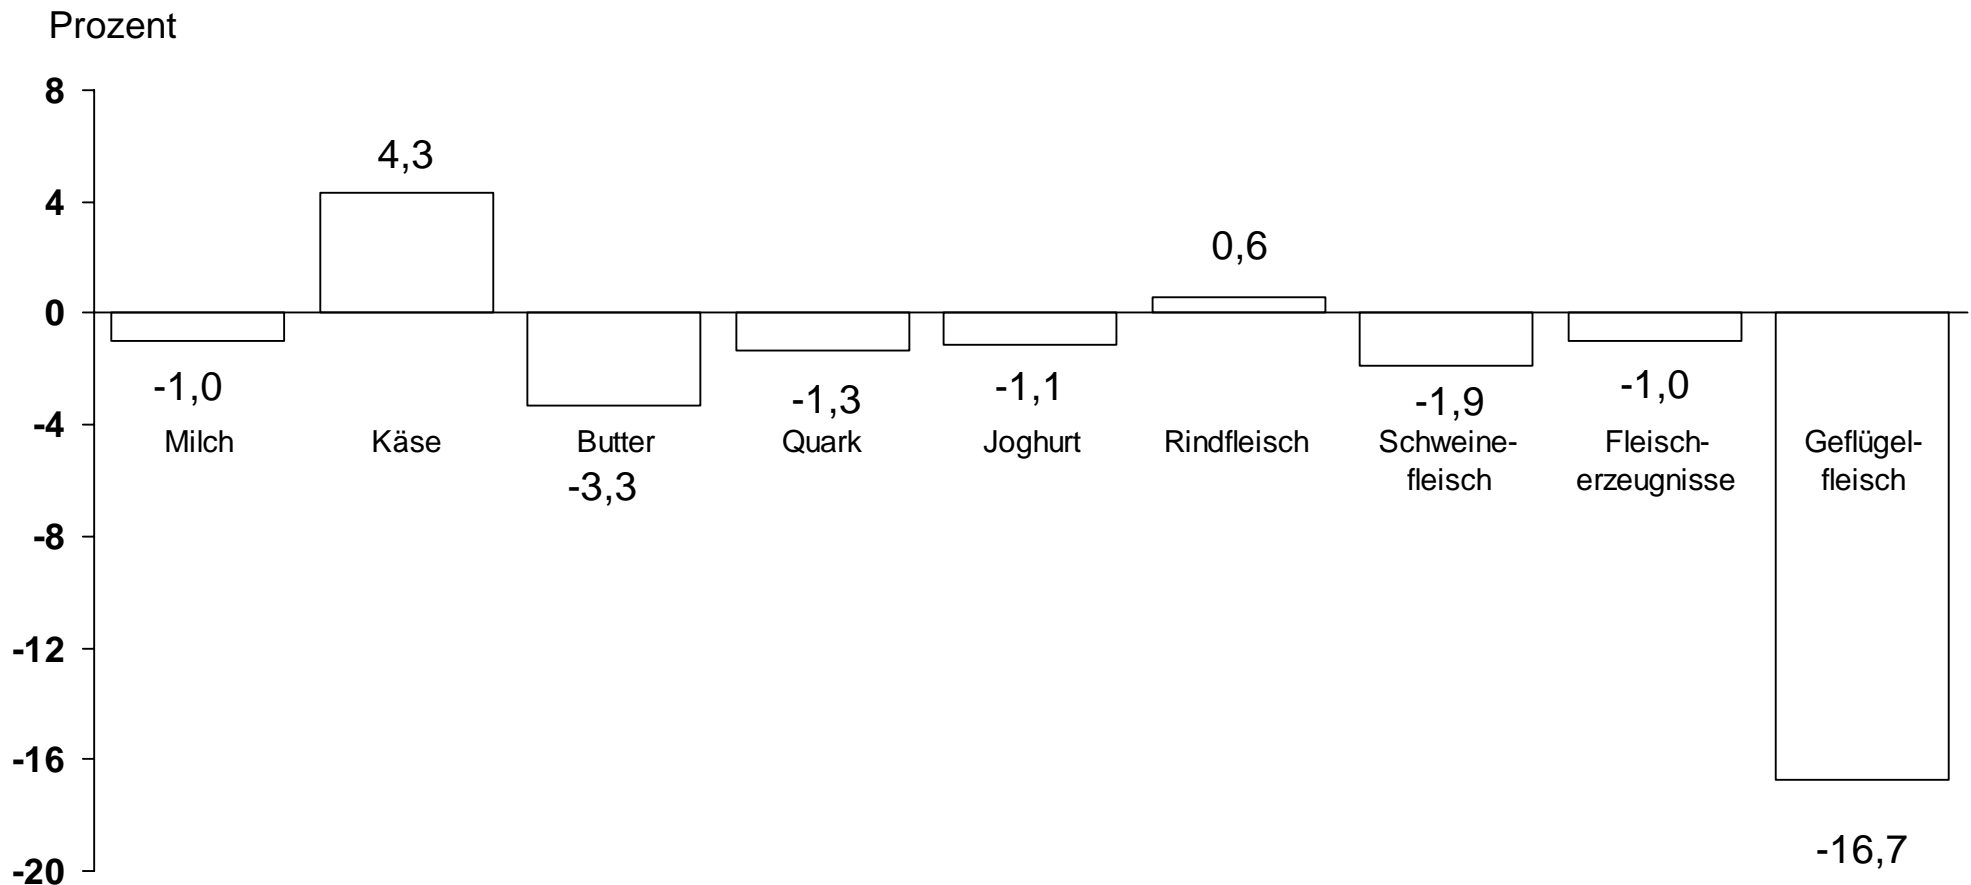 Prozent
8
4,3
4
0,6
0
-1,0
-1,3
-1,1
-1,9
-1,0
-4
Milch
Käse
Butter
Quark
Joghurt
Rindfleisch
Schweine-
fleisch
Fleisch-
erzeugnisse
Geflügel-
fleisch
-3,3
-8
-12
-16
-16,7
-20